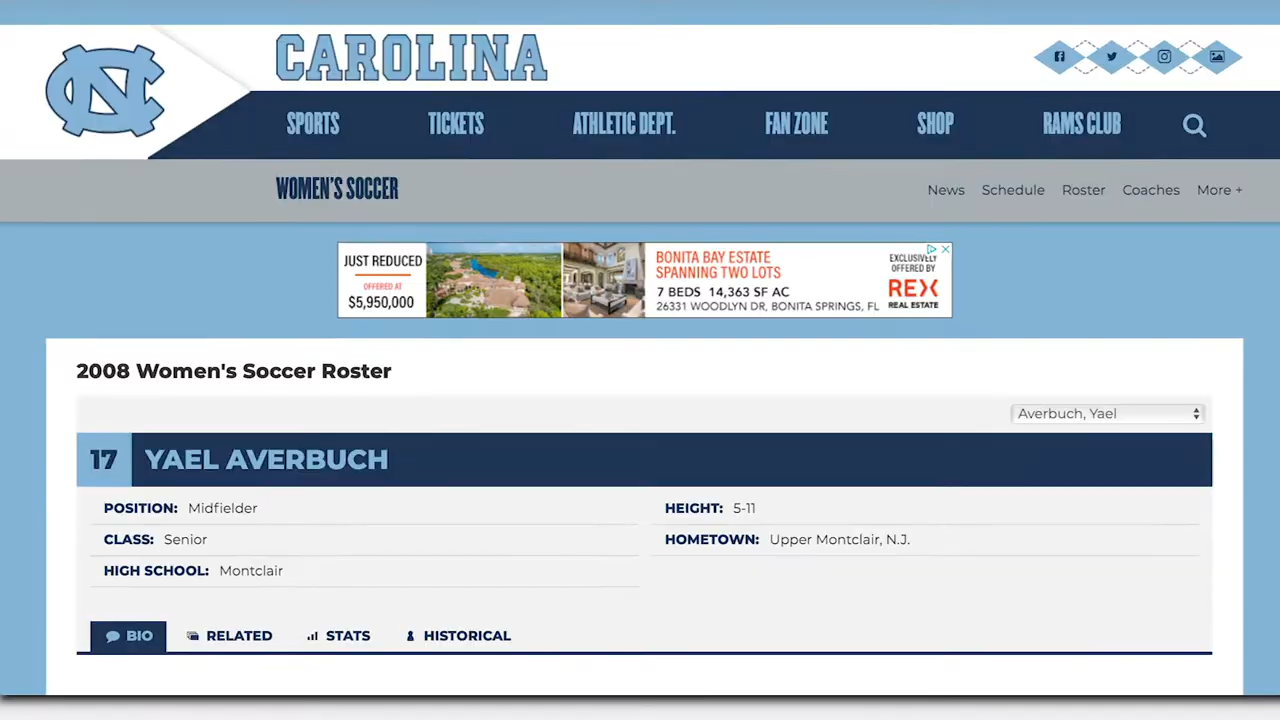 NC
CAROLINA
SPORTS TICKETS ATHLETIC DEPT. FAN ZONE SHOP RAMS CLUB
WOMEN'S SOCCER News Schedule Roster Coaches More +
JUST REDUCED
OFFERED AT
$5,950,000
BONITA BAY ESTATE
SPANNING TWO LOTS
7 BEDS 14,363 SF AC
26331 WOODLYN DR, BONITA SPRINGS, FL
EXCLUSIVELY
OFFERED BY
REX
REAL ESTATE
2008 Women's Soccer Roster
Averbuch, Yael
17 YAEL AVERBUCH
POSITION: Midfielder HEIGHT: 5-11
CLASS: Senior HOMETOWN: Upper Montclair, N.J.
HIGH SCHOOL: Montclair
BIO RELATED STATS HISTORICAL